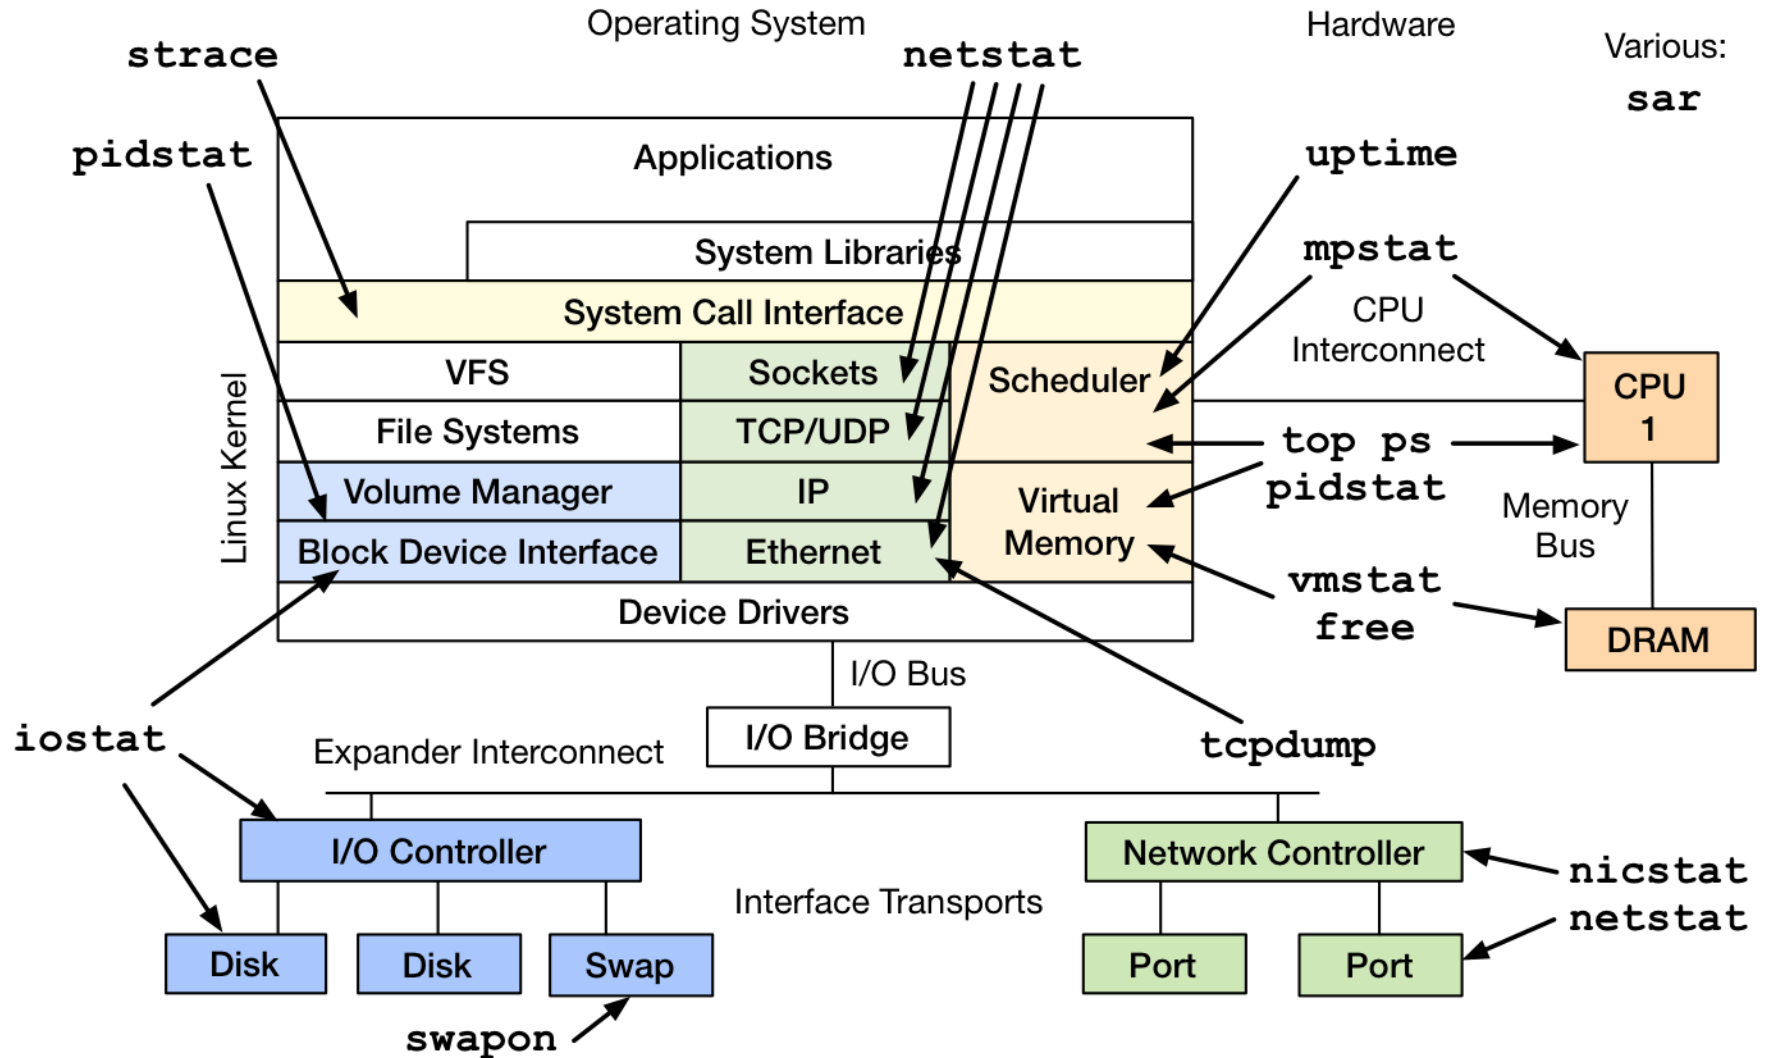 Operating System
Hardware
Various:
sar
strace
netstat
pidstat
uptime
mpstat
Applications
System Libraries
System Call Interface
CPU
Interconnect
Linux Kernel
VFS
Sockets
Scheduler
CPU
1
File Systems
TCP/UDP
top ps
pidstat
Volume Manager
IP
Virtual
Memory
Memory
Bus
Block Device Interface
Ethernet
vmstat
free
Device Drivers
DRAM
I/O Bus
iostat
Expander Interconnect
I/O Bridge
tcpdump
I/O Controller
Network Controller
nicstat
netstat
Interface Transports
Disk
Disk
Swap
Port
Port
swapon